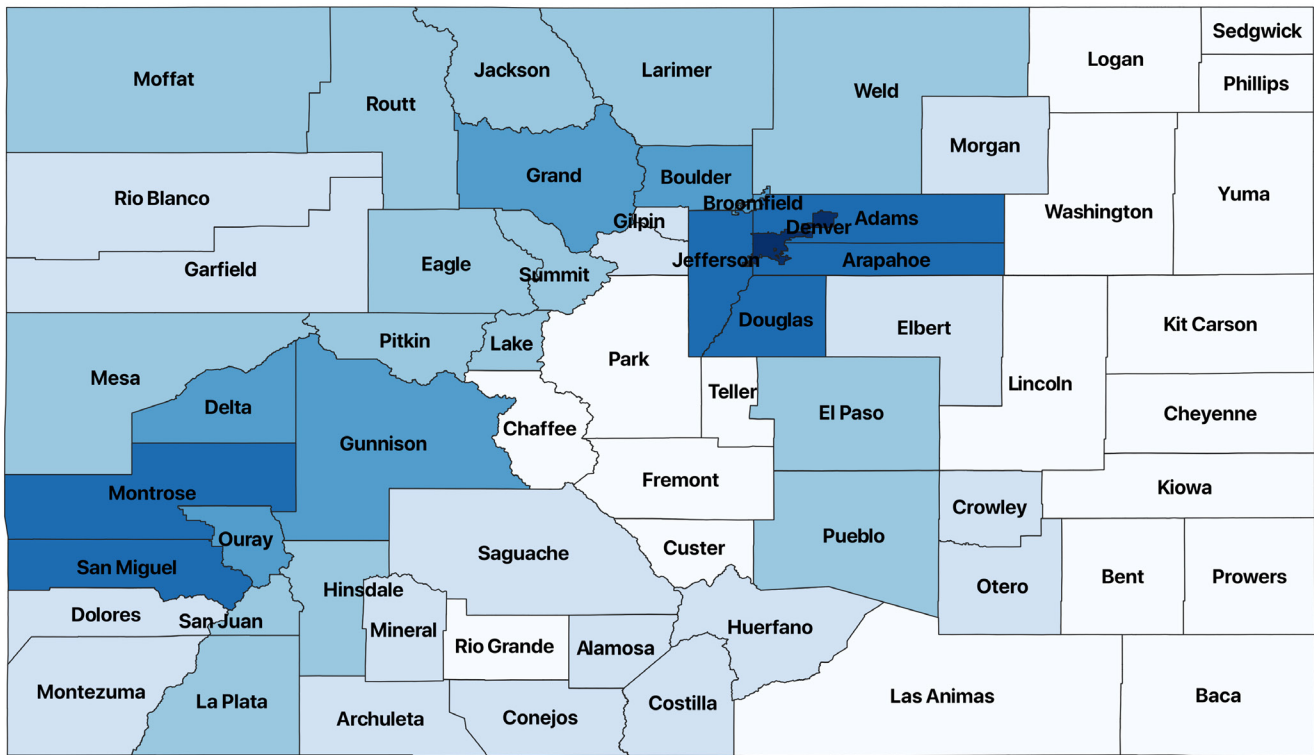 Sedgwick
Logan
Jackson
Larimer
Moffat
Phillips
Weld
Routt
Morgan
Grand
Boulder
Yuma
Rio Blanco
Broomfield
Washington
Gilpin
Adams
Denver
Jefferson
Arapahoe
Eagle
Garfield
Summit
Douglas
Kit Carson
Elbert
Pitkin
Lake
Park
Mesa
Lincoln
Teller
Delta
El Paso
Cheyenne
Chaffee
Gunnison
Fremont
Kiowa
Montrose
Crowley
Pueblo
Ouray
Custer
Saguache
San Miguel
Bent
Prowers
Otero
Hinsdale
Dolores
San Juan
Huerfano
Mineral
Rio Grande
Alamosa
Montezuma
La Plata
Costilla
Las Animas
Baca
Archuleta
Conejos